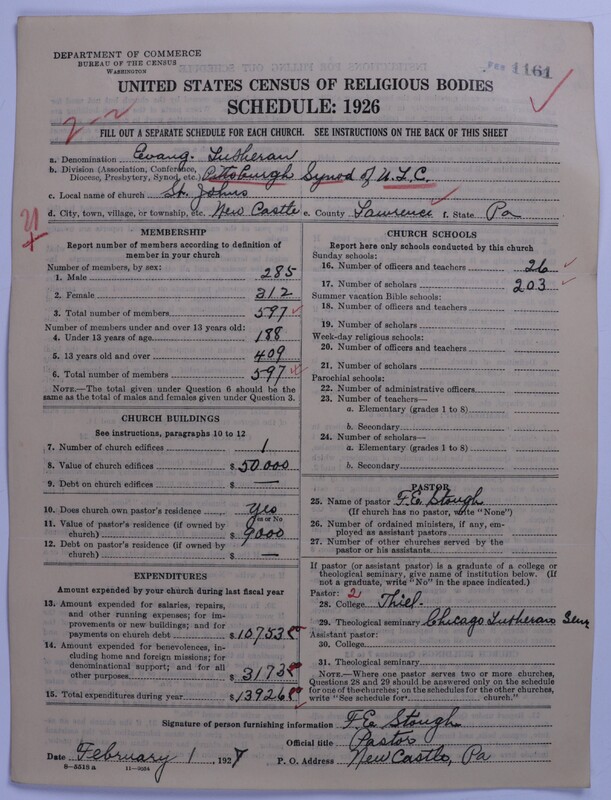 DEPARTMENT OF COMMERCE
BUREAU OF THE CENSUS
WASHINGTON
1161
UNITED STATES CENSUS OF RELIGIOUS BODIES
SCHEDULE: 1926
2-2
FILL OUT A SEPARATE SCHEDULE FOR EACH CHURCH. SEE INSTRUCTIONS ON THE BACK OF THIS SHEET
a. Denomination Evang. Lutheran
b. Division (Association, Conference, Diocese, Presbytery, Synod, etc.) Pittsburgh Synod of U.L.C.
c. Local name of church St. Johns
d. City, town, village, or township, etc. New Castle e. County Lawrence f. State Pa
MEMBERSHIP
Report number of members according to definition of
member in your church
Number of members, by sex:
1. Male 285
2. Female 312
3. Total number of members 597
Number of members under and over 13 years old:
4. Under 13 years of age 188
5. 13 years old and over 409
6. Total number of members 597
NOTE.—The total given under Question 6 should be
the same as the total of males and females given under Question 3.
CHURCH BUILDINGS
See instructions, paragraphs 10 to 12
7. Number of church edifices 1
8. Value of church edifices $50.000
9. Debt on church edifices $ —
10. Does church own pastor's residence Yes
Yes or No
11. Value of pastor's residence (if owned by
church) $9000
12. Debt on pastor's residence (if owned by
church) $ —
EXPENDITURES
Amount expended by your church during last fiscal year
13. Amount expended for salaries, repairs,
and other running expenses; for im-
provements or new buildings; and for
payments on church debt $10753
14. Amount expended for benevolences, in-
cluding home and foreign missions; for
denominational support; and for all
other purposes $3173
15. Total expenditures during year $13926
CHURCH SCHOOLS
Report here only schools conducted by this church
Sunday schools:
16. Number of officers and teachers 26
17. Number of scholars 203
Summer vacation Bible schools:
18. Number of officers and teachers
19. Number of scholars
Week-day religious schools:
20. Number of officers and teachers
21. Number of scholars
Parochial schools:
22. Number of administrative officers
23. Number of teachers—
a. Elementary (grades 1 to 8)
b. Secondary
24. Number of scholars—
a. Elementary (grades 1 to 8)
b. Secondary
PASTOR
25. Name of pastor F.E. Stough
(If church has no pastor, write "None")
26. Number of ordained ministers, if any, em-
ployed as assistant pastors
27. Number of other churches served by the
pastor or his assistants
If pastor (or assistant pastor) is a graduate of a college or
theological seminary, give name of institution below. (If
not a graduate, write "No" in the space indicated.)
Pastor: 2
28. College Thiel.
29. Theological seminary Chicago Lutheran Sem
Assistant pastor:
30. College
31. Theological seminary
NOTE.—Where one pastor serves two or more churches,
Questions 28 and 29 should be answered only on the schedule
for one of the churches; on the schedules for the other churches,
write "See schedule for church."
Signature of person furnishing information F.E. Stough
Official title Pastor
Date February 1, 1927 P. O. Address New Castle, Pa
8—5518 a 11—9034